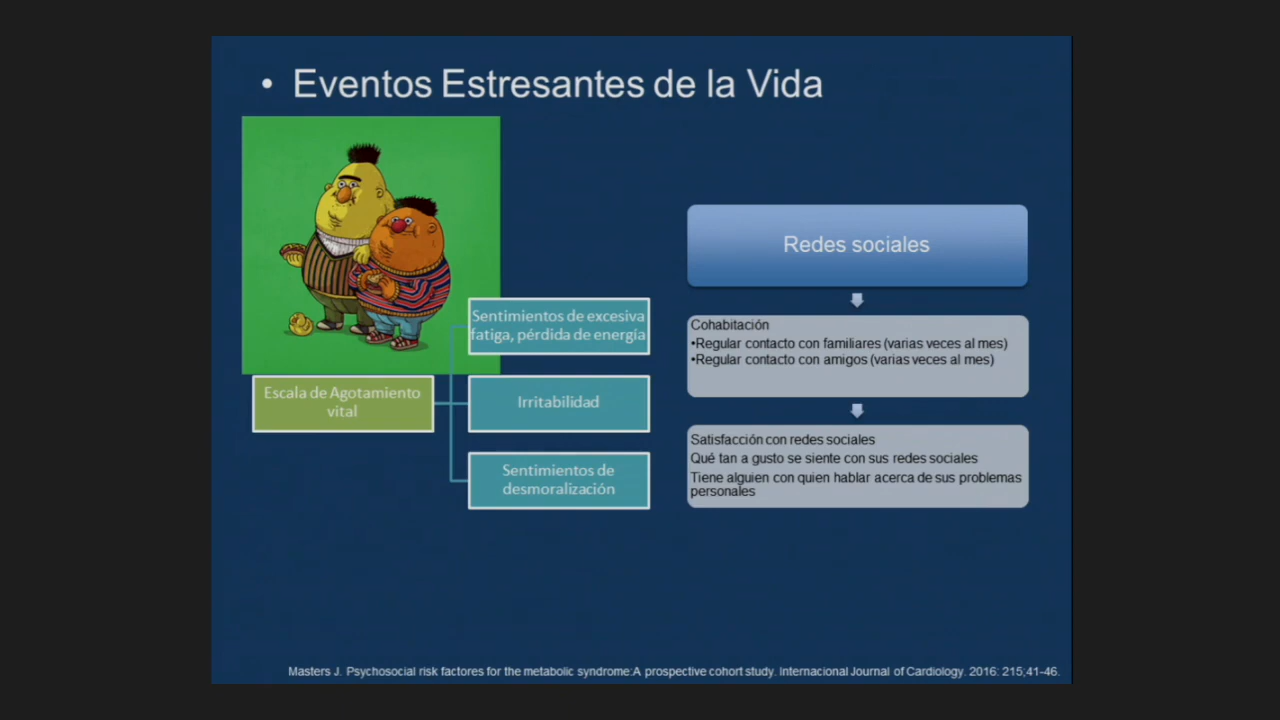 • Eventos Estresantes de la Vida
Sentimientos de excesiva
fatiga, pérdida de energía
Escala de Agotamiento
vital
Irritabilidad
Sentimientos de
desmoralización
Redes sociales
Cohabitación
•Regular contacto con familiares (varias veces al mes)
•Regular contacto con amigos (varias veces al mes)
Satisfacción con redes sociales
Qué tan a gusto se siente con sus redes sociales
Tiene alguien con quien hablar acerca de sus problemas
personales
Masters J. Psychosocial risk factores for the metabolic syndrome:A prospective cohort study. Internacional Journal of Cardiology. 2016: 215;41-46.